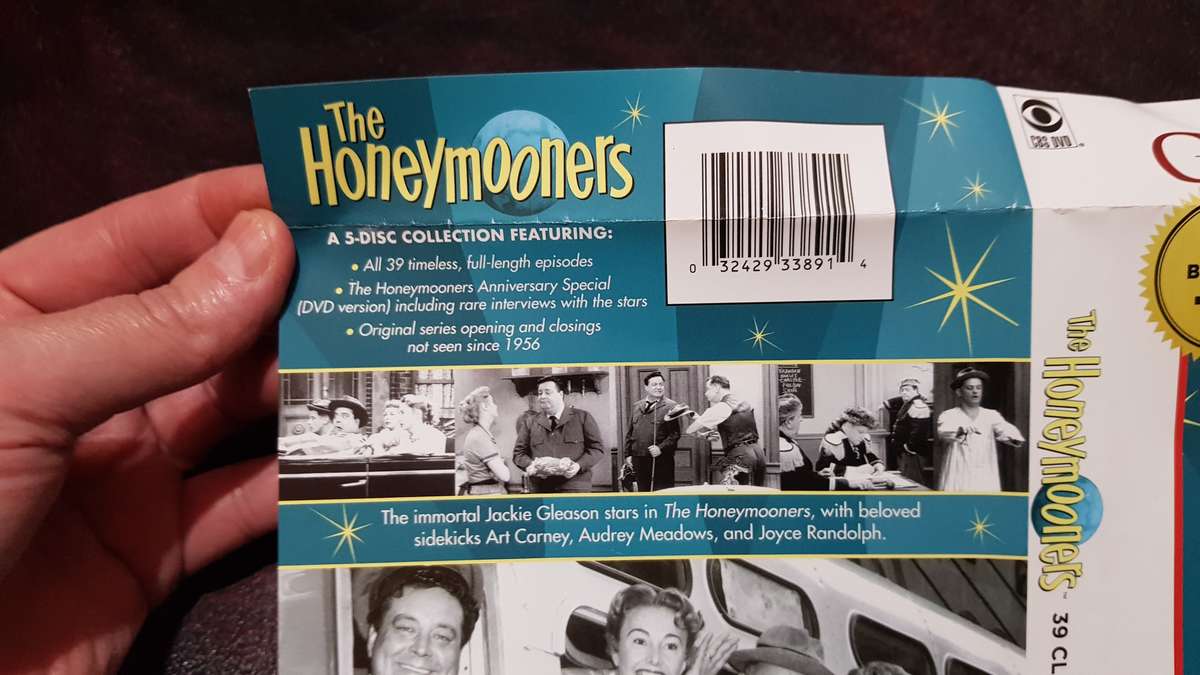 The
Honeymooners
A 5-DISC COLLECTION FEATURING:
• All 39 timeless, full-length episodes
• The Honeymooners Anniversary Special
(DVD version) including rare interviews with the stars
• Original series opening and closings
not seen since 1956
0 32429 33891 4
CBS DVD
The immortal Jackie Gleason stars in The Honeymooners, with beloved
sidekicks Art Carney, Audrey Meadows, and Joyce Randolph.
The Honeymooners™ 39 CL